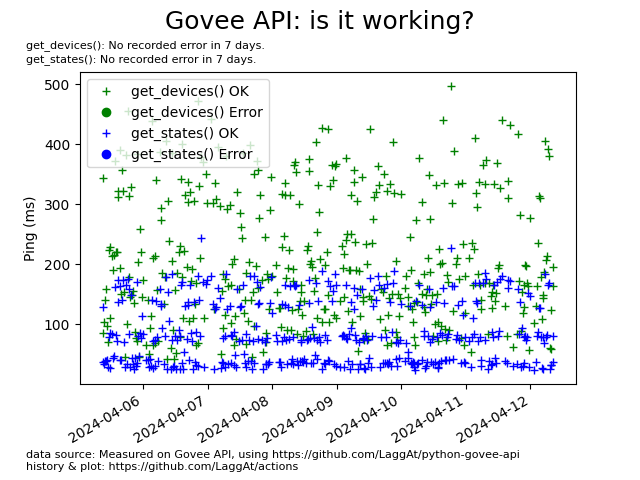 Govee API: is it working?
get_devices(): No recorded error in 7 days.
get_states(): No recorded error in 7 days.
get_devices() OK
get_devices() Error
get_states() OK
get_states() Error
Ping (ms)
500
400
300
200
100
2024-04-06
2024-04-07
2024-04-08
2024-04-09
2024-04-10
2024-04-11
2024-04-12
data source: Measured on Govee API, using https://github.com/LaggAt/python-govee-api
history & plot: https://github.com/LaggAt/actions